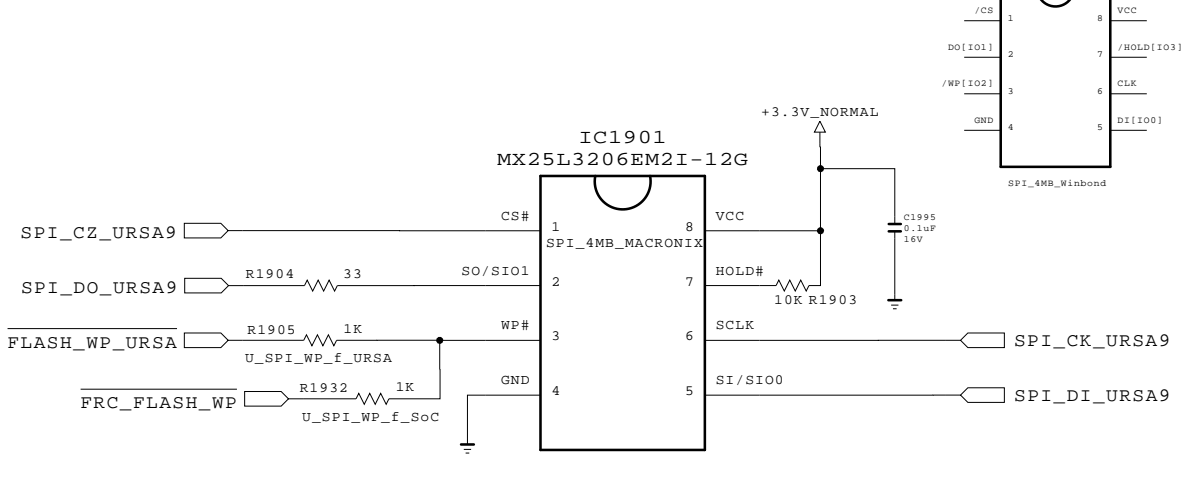 /CS 1 8 VCC
DO[IO1] 2 7 /HOLD[IO3]
/WP[IO2] 3 6 CLK
GND 4 5 DI[IO0]
SPI_4MB_Winbond
+3.3V_NORMAL
IC1901
MX25L3206EM2I-12G
C1995
0.1uF
16V
SPI_CZ_URSA9 CS# 1 8 VCC
SPI_4MB_MACRONIX
SPI_DO_URSA9 R1904 33 SO/SIO1 2 7 HOLD#
10K R1903
FLASH_WP_URSA R1905 1K WP# 3 6 SCLK SPI_CK_URSA9
U_SPI_WP_f_URSA
FRC_FLASH_WP R1932 1K GND 4 5 SI/SIO0 SPI_DI_URSA9
U_SPI_WP_f_SoC